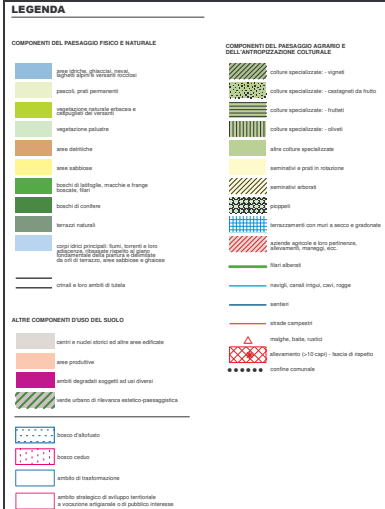 LEGENDA
COMPONENTI DEL PAESAGGIO FISICO E NATURALE
aree idriche, ghiacciai, nevai,
laghetti alpini e versanti rocciosi
pascoli, prati permanenti
vegetazione naturale erbacea e
cespuglieti dei versanti
vegetazione palustre
aree detritiche
aree sabbiose
boschi di latifoglie, macchie e frange
boscate, filari
boschi di conifere
terrazzi naturali
corpi idrici principali: fiumi, torrenti e loro
adiacenza, ribassate rispetto al piano
fondamentale della pianura e delimitate
da orli di terrazzo, aree sabbiose e ghiaiose
crinali e loro ambiti di tutela
ALTRE COMPONENTI D'USO DEL SUOLO
centri e nuclei storici ed altre aree edificate
aree produttive
ambiti degradati soggetti ad usi diversi
verde urbano di rilevanza estetico-paesaggistica
bosco d'altofusto
bosco ceduo
ambito di trasformazione
ambito strategico di sviluppo territoriale
a vocazione artigianale o di pubblico interesse
COMPONENTI DEL PAESAGGIO AGRARIO E
DELL'ANTROPIZZAZIONE COLTURALE
colture specializzate: - vigneti
colture specializzate: - castagneti da frutto
colture specializzate: - frutteti
colture specializzate: - oliveti
altre colture specializzate
seminativi e prati in rotazione
seminativi arborati
pioppeti
terrazzamenti con muri a secco e gradonate
aziende agricole e loro pertinenze,
allevamenti, maneggi, ecc.
filari alberati
navigli, canali irrigui, cavi, rogge
sentieri
strade campestri
malghe, baite, rustici
allevamento (>10 capi) - fascia di rispetto
confine comunale